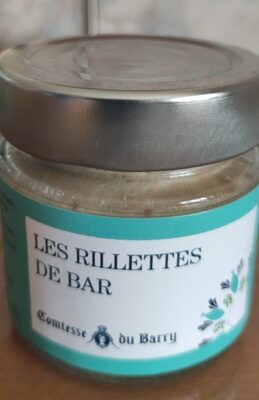 LES RILLETTES
DE BAR
Comtesse du Barry